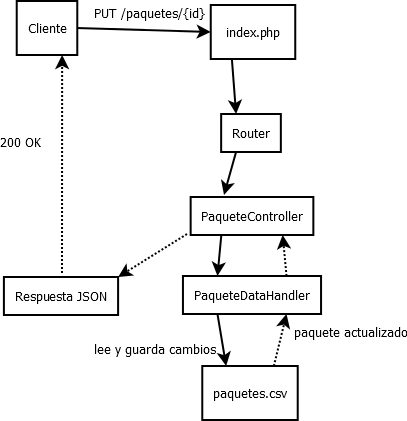 PUT /paquetes/{id}
Cliente
index.php
Router
200 OK
PaqueteController
Respuesta JSON
PaqueteDataHandler
paquete actualizado
lee y guarda cambios
paquetes.csv